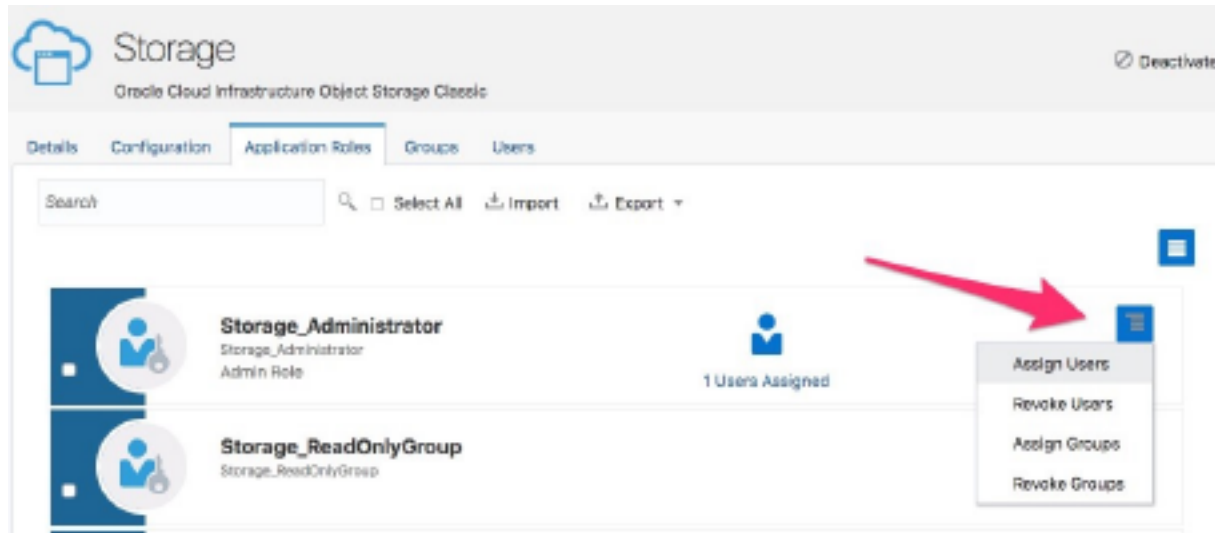 Storage
Deactivate
Oracle Cloud Infrastructure Object Storage Classic
Details Configuration Application Roles Groups Users
Search Select All Import Export
Storage_Administrator
Storage_Administrator
Admin Role
1 Users Assigned
Assign Users
Revoke Users
Assign Groups
Revoke Groups
Storage_ReadOnlyGroup
Storage_ReadOnlyGroup